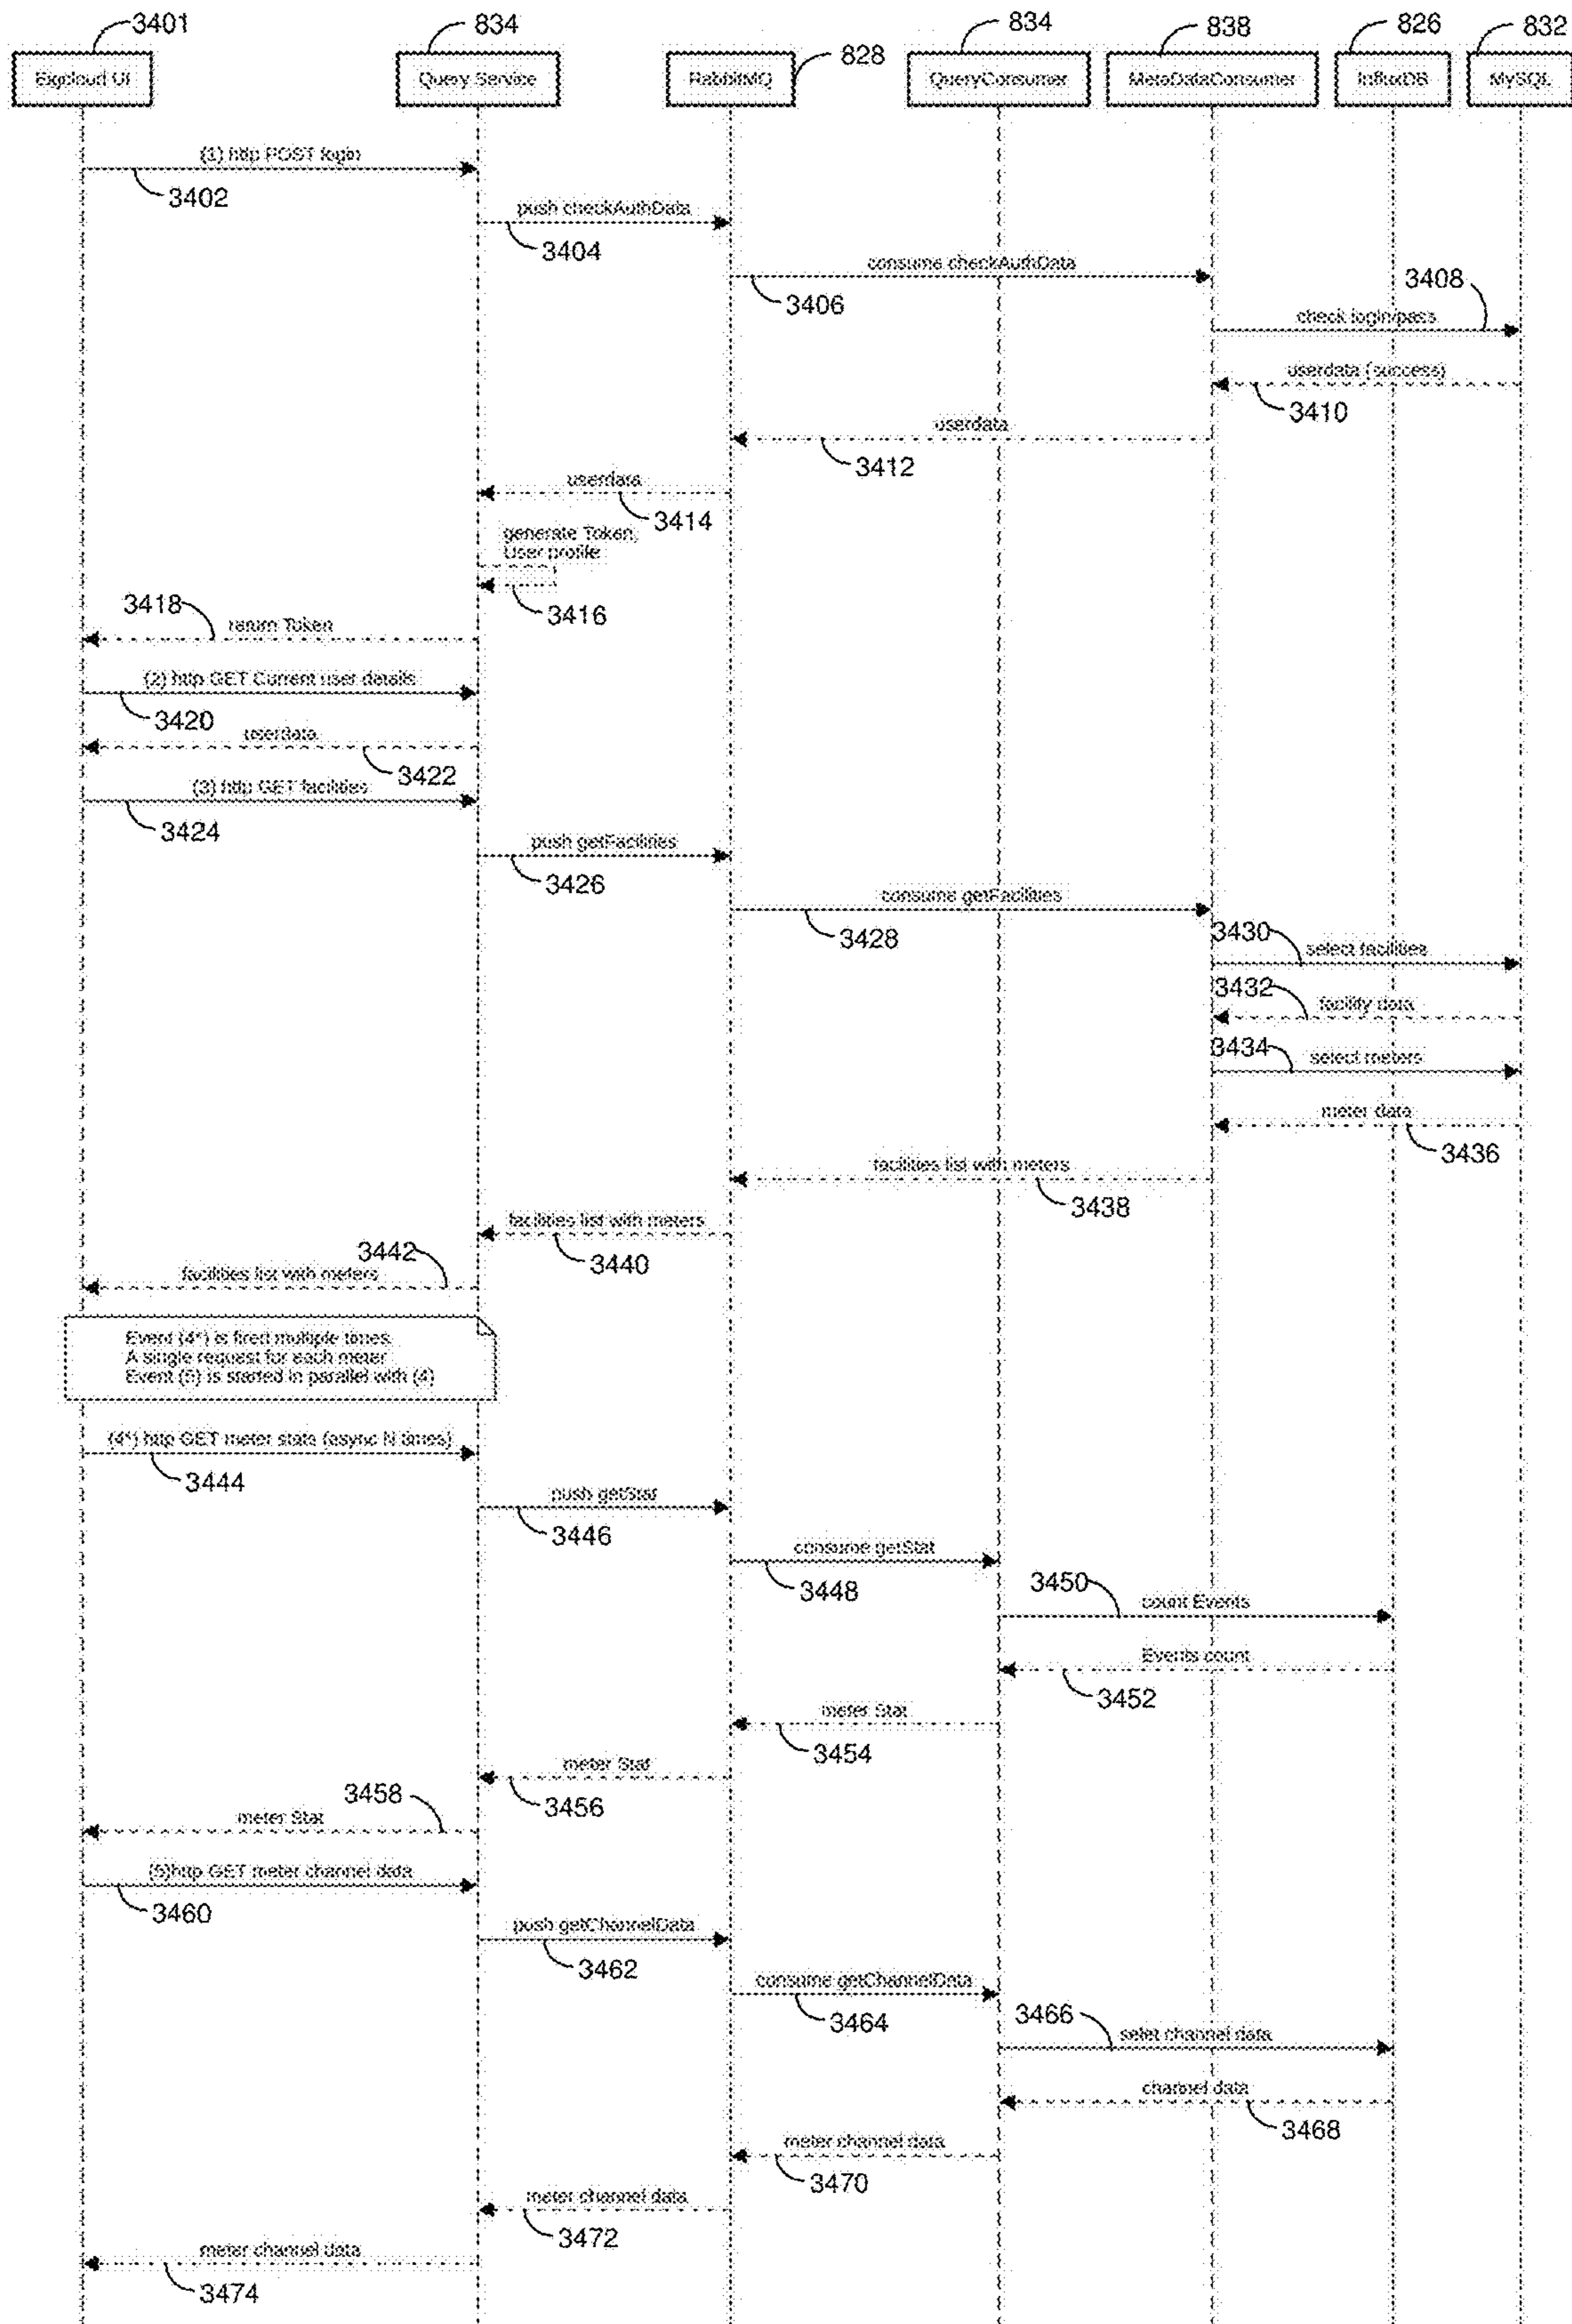 3401
834
828
834
838
826
832
Eigcloud UI
Query Service
RabbitMQ
QueryConsumer
MetaDataConsumer
InfluxDB
MySQL
(1) http POST login
3402
push checkAuthData
3404
consume checkAuthData
3406
3408
check login/pass
userdata (success)
3410
userdata
3412
userdata
3414
generate Token,
User profile
3416
3418
return Token
(2) http GET Current user details
3420
userdata
3422
(3) http GET facilities
3424
push getFacilities
3426
consume getFacilities
3428
3430
select facilities
3432
facility data
3434
select meters
meter data
3436
facilities list with meters
3438
facilities list with meters
3440
3442
facilities list with meters
Event (4*) is fired multiple times
A single request for each meter
Event (5) is started in parallel with (4)
(4*) http GET meter stats (async N times)
3444
push getStat
3446
consume getStat
3448
3450
count Events
Events count
3452
meter Stat
3454
meter Stat
3456
3458
meter Stat
(5)http GET meter channel data
3460
push getChannelData
3462
consume getChannelData
3464
3466
selet channel data
channel data
3468
meter channel data
3470
meter channel data
3472
meter channel data
3474